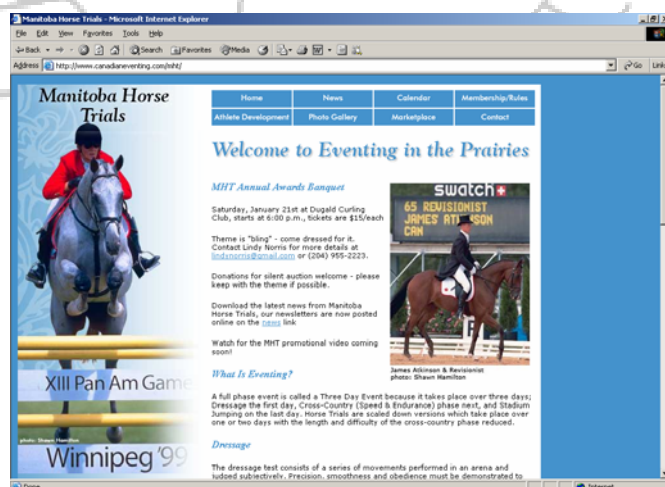 Manitoba Horse Trials - Microsoft Internet Explorer
File Edit View Favorites Tools Help
Back Search Favorites Media
Address http://www.canadianeventing.com/mht/ Go Link
Manitoba Horse
Trials
Home News Calendar Membership/Rules
Athlete Development Photo Gallery Marketplace Contact
Welcome to Eventing in the Prairies
MHT Annual Awards Banquet
Saturday, January 21st at Dugald Curling
Club, starts at 6:00 p.m., tickets are $15/each
Theme is "bling" - come dressed for it.
Contact Lindy Norris for more details at
lindynorris@gmail.com or (204) 955-2223.
Donations for silent auction welcome - please
keep with the theme if possible.
Download the latest news from Manitoba
Horse Trials, our newsletters are now posted
online on the news link
Watch for the MHT promotional video coming
soon!
swatch
65 REVISIONIST
JAMES ATKINSON
CAN
James Atkinson & Revisionist
photo: Shawn Hamilton
What Is Eventing?
A full phase event is called a Three Day Event because it takes place over three days;
Dressage the first day, Cross-Country (Speed & Endurance) phase next, and Stadium
Jumping on the last day. Horse Trials are scaled down versions which take place over
one or two days with the length and difficulty of the cross-country phase reduced.
Dressage
The dressage test consists of a series of movements performed in an arena and
judged subjectively. Precision, smoothness and obedience must be demonstrated to
XIII Pan Am Game
photo: Shawn Hamilton
Winnipeg '99
Done Internet